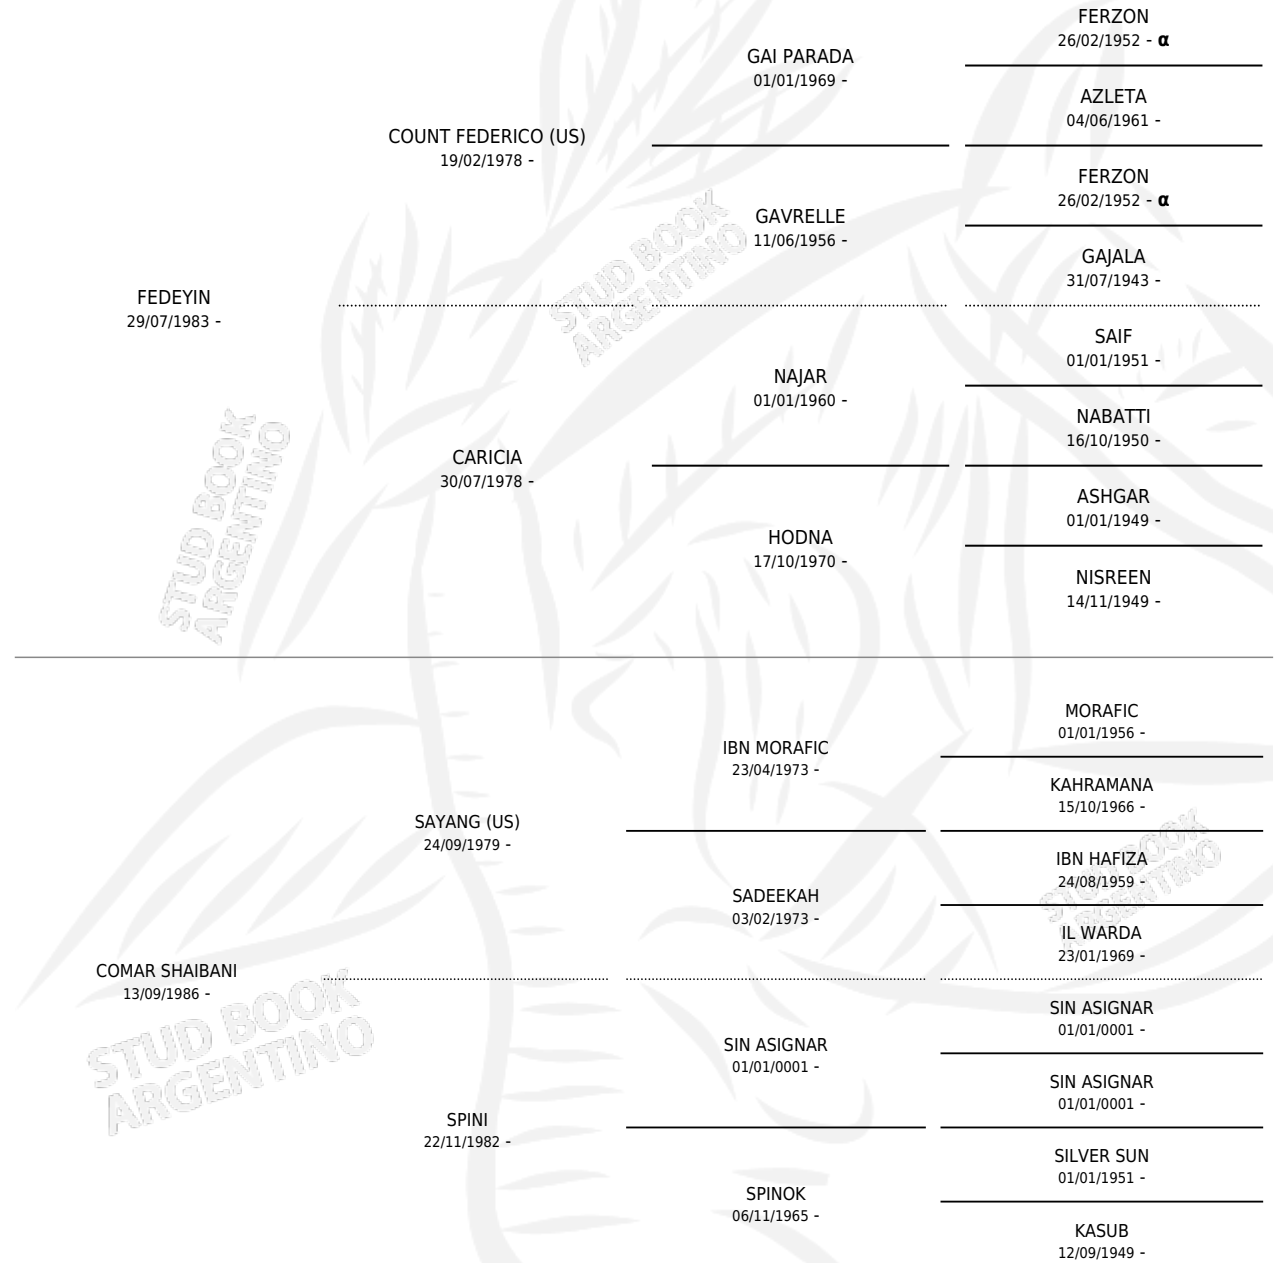 FERZON
26/02/1952 - α
GAI PARADA
01/01/1969 -
AZLETA
04/06/1961 -
COUNT FEDERICO (US)
19/02/1978 -
FERZON
26/02/1952 - α
GAVRELLE
11/06/1956 -
GAJALA
31/07/1943 -
FEDEYIN
29/07/1983 -
SAIF
01/01/1951 -
NAJAR
01/01/1960 -
NABATTI
16/10/1950 -
CARICIA
30/07/1978 -
ASHGAR
01/01/1949 -
HODNA
17/10/1970 -
NISREEN
14/11/1949 -
MORAFIC
01/01/1956 -
IBN MORAFIC
23/04/1973 -
KAHRAMANA
15/10/1966 -
SAYANG (US)
24/09/1979 -
IBN HAFIZA
24/08/1959 -
SADEEKAH
03/02/1973 -
IL WARDA
23/01/1969 -
COMAR SHAIBANI
13/09/1986 -
SIN ASIGNAR
01/01/0001 -
SIN ASIGNAR
01/01/0001 -
SIN ASIGNAR
01/01/0001 -
SPINI
22/11/1982 -
SILVER SUN
01/01/1951 -
SPINOK
06/11/1965 -
KASUB
12/09/1949 -
STUD BOOK
ARGENTINO
STUD BOOK
ARGENTINO
STUD BOOK
ARGENTINO
STUD BOOK
ARGENTINO